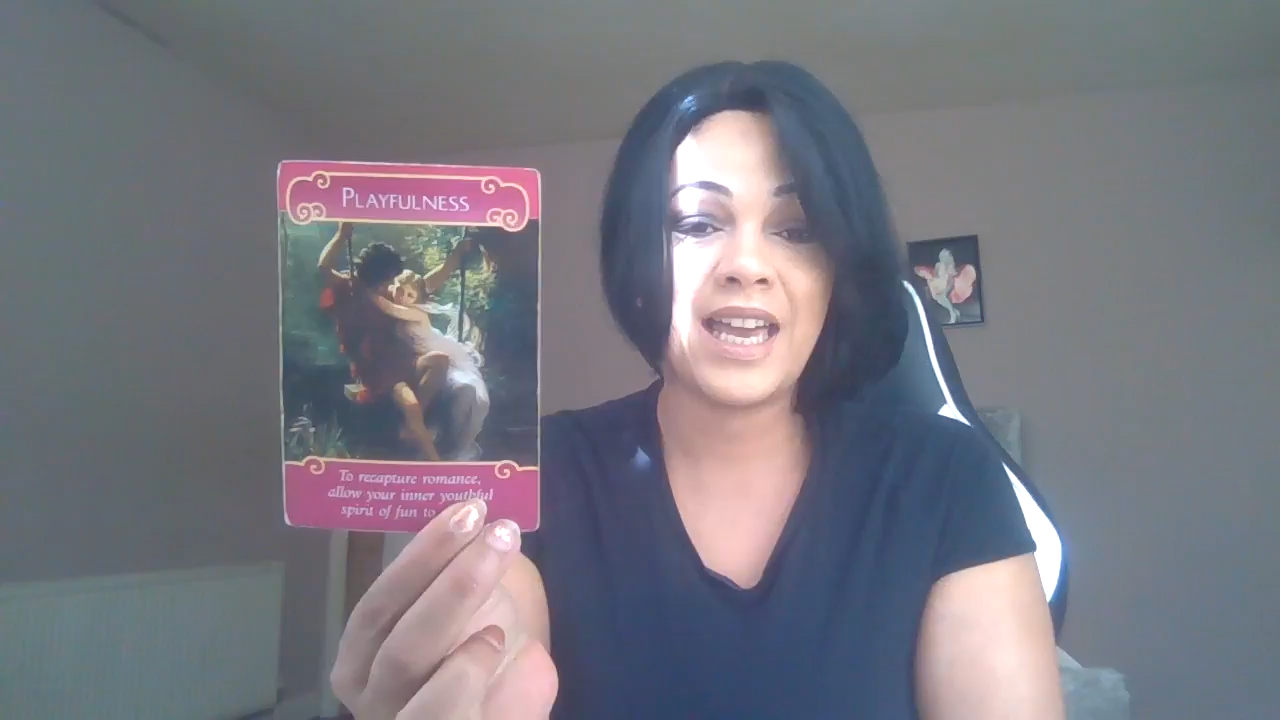 PLAYFULNESS
To recapture romance,
allow your inner youthful
spirit of fun to